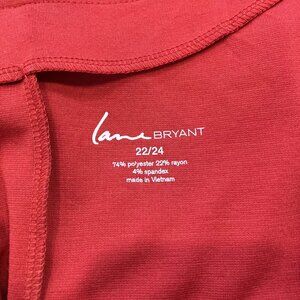 Lane BRYANT
22/24
74% polyester 22% rayon
4% spandex
made in Vietnam